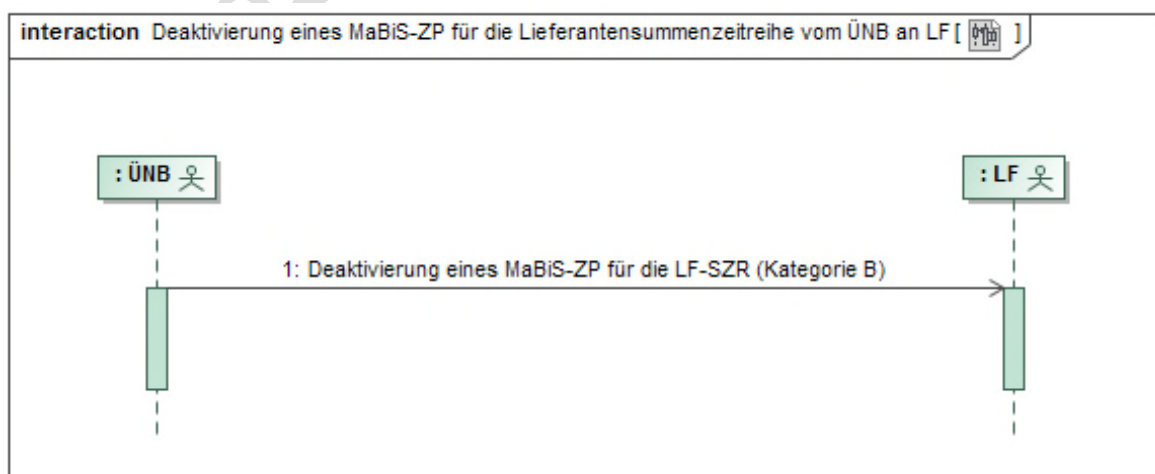 interaction Deaktivierung eines MaBiS-ZP für die Lieferantensummenzeitreihe vom ÜNB an LF [ ]
: ÜNB
: LF
1: Deaktivierung eines MaBiS-ZP für die LF-SZR (Kategorie B)